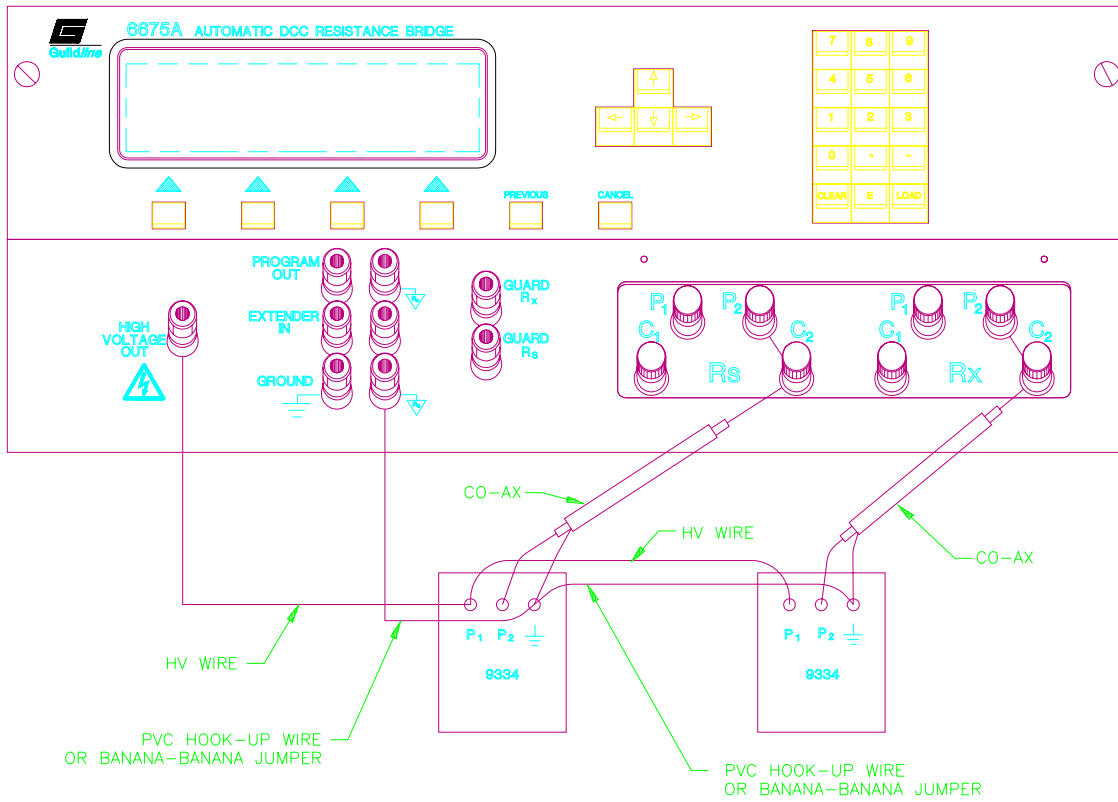 Guildline
6675A AUTOMATIC DCC RESISTANCE BRIDGE
7 8 9
4 5 6
1 2 3
0 • −
CLEAR E LOAD
PREVIOUS
CANCEL
PROGRAM
OUT
EXTENDER
IN
GROUND
HIGH
VOLTAGE
OUT
GUARD
Rx
GUARD
Rs
P1 P2
C1 C2
Rs
P1 P2
C1 C2
Rx
CO-AX
HV WIRE
CO-AX
P1 P2
9334
P1 P2
9334
HV WIRE
PVC HOOK-UP WIRE
OR BANANA-BANANA JUMPER
PVC HOOK-UP WIRE
OR BANANA-BANANA JUMPER